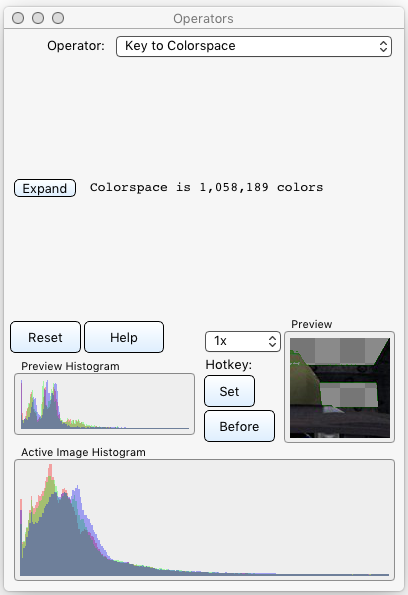 Operators
Operator: Key to Colorspace
Expand Colorspace is 1,058,189 colors
Preview
Reset Help 1x
Preview Histogram Hotkey:
Set
Before
Active Image Histogram